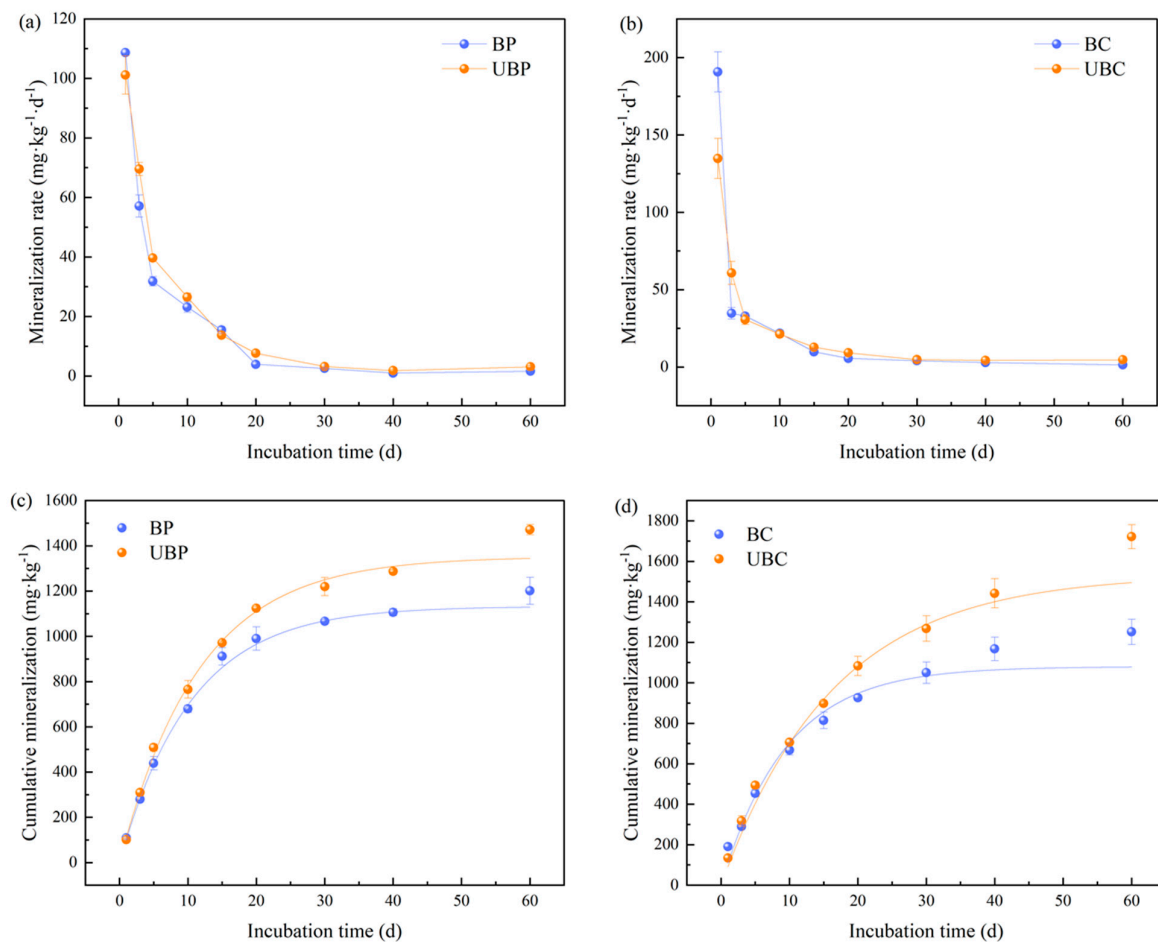 (a)
120
100
80
60
40
20
0
Mineralization rate (mg·kg⁻¹·d⁻¹)
BP
UBP
0 10 20 30 40 50 60
Incubation time (d)
(b)
200
150
100
50
0
Mineralization rate (mg·kg⁻¹·d⁻¹)
BC
UBC
0 10 20 30 40 50 60
Incubation time (d)
(c)
1600
1400
1200
1000
800
600
400
200
0
Cumulative mineralization (mg·kg⁻¹)
BP
UBP
0 10 20 30 40 50 60
Incubation time (d)
(d)
1800
1600
1400
1200
1000
800
600
400
200
0
Cumulative mineralization (mg·kg⁻¹)
BC
UBC
0 10 20 30 40 50 60
Incubation time (d)